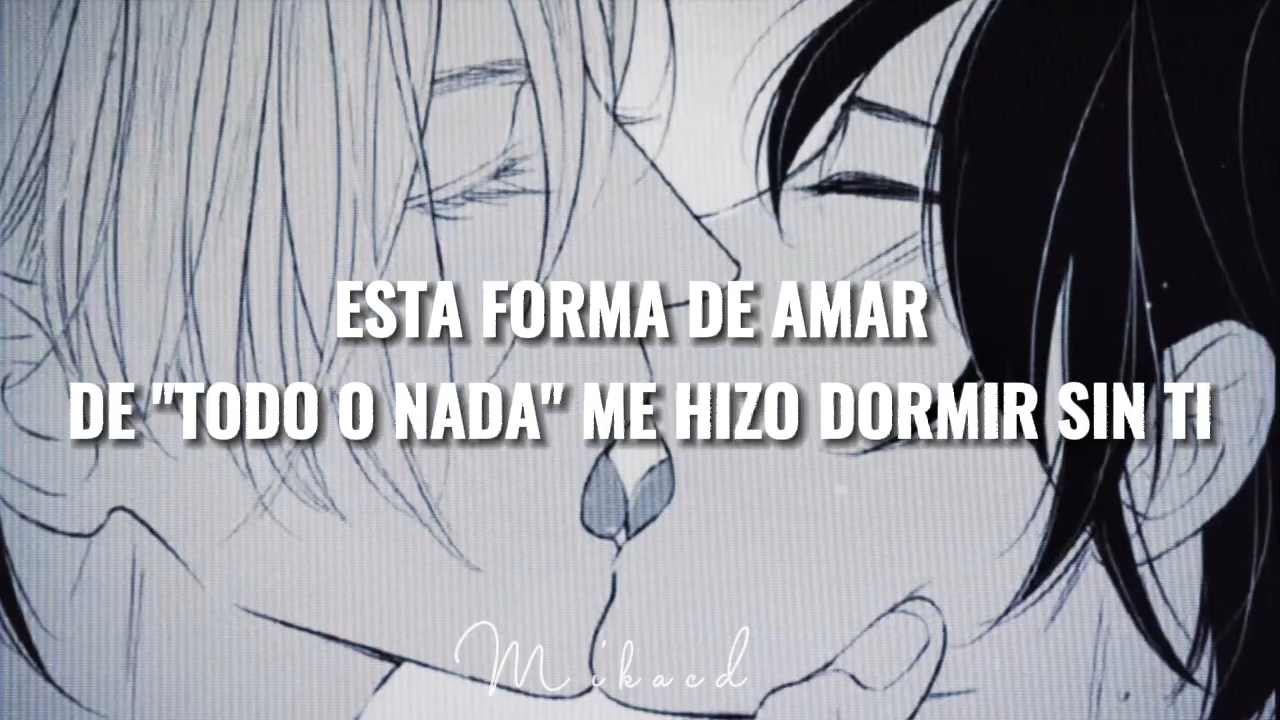 ESTA FORMA DE AMAR
DE "TODO O NADA" ME HIZO DORMIR SIN TI
Mikacd